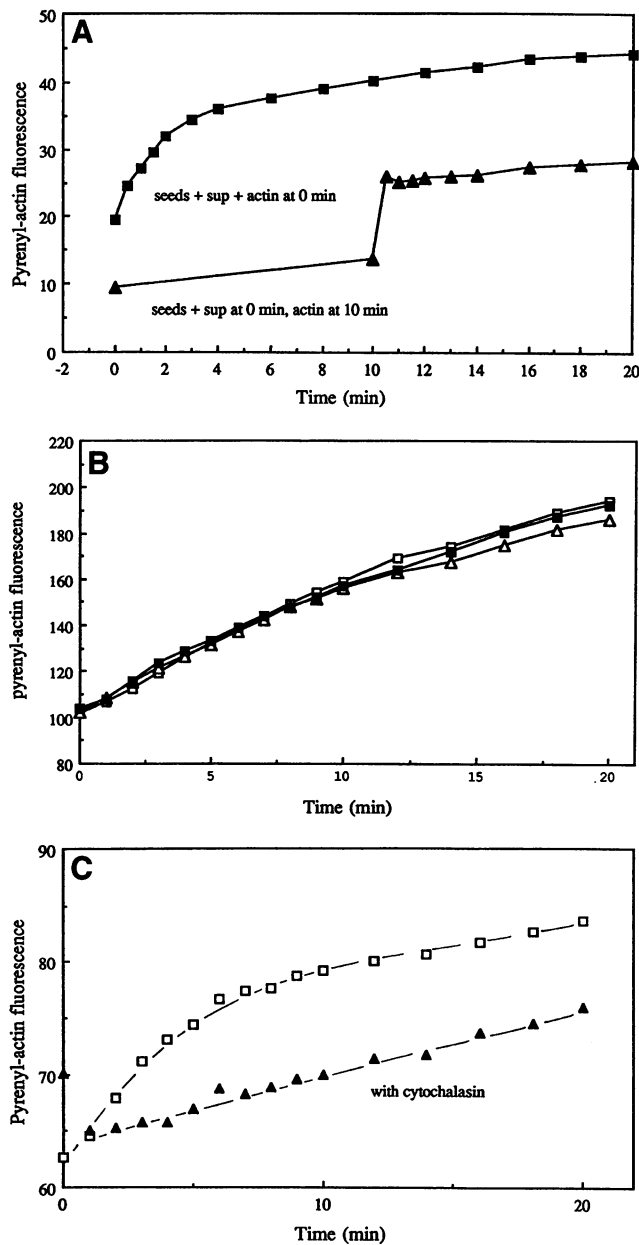 A
50
40
30
20
10
0
Pyrenyl-actin fluorescence
seeds + sup + actin at 0 min
seeds + sup at 0 min, actin at 10 min
-2 0 2 4 6 8 10 12 14 16 18 20
Time (min)
B
220
200
180
160
140
120
100
80
pyrenyl-actin fluorescence
0 5 10 15 .20
Time (min)
C
90
80
70
60
Pyrenyl-actin fluorescence
with cytochalasin
0 10 20
Time (min)